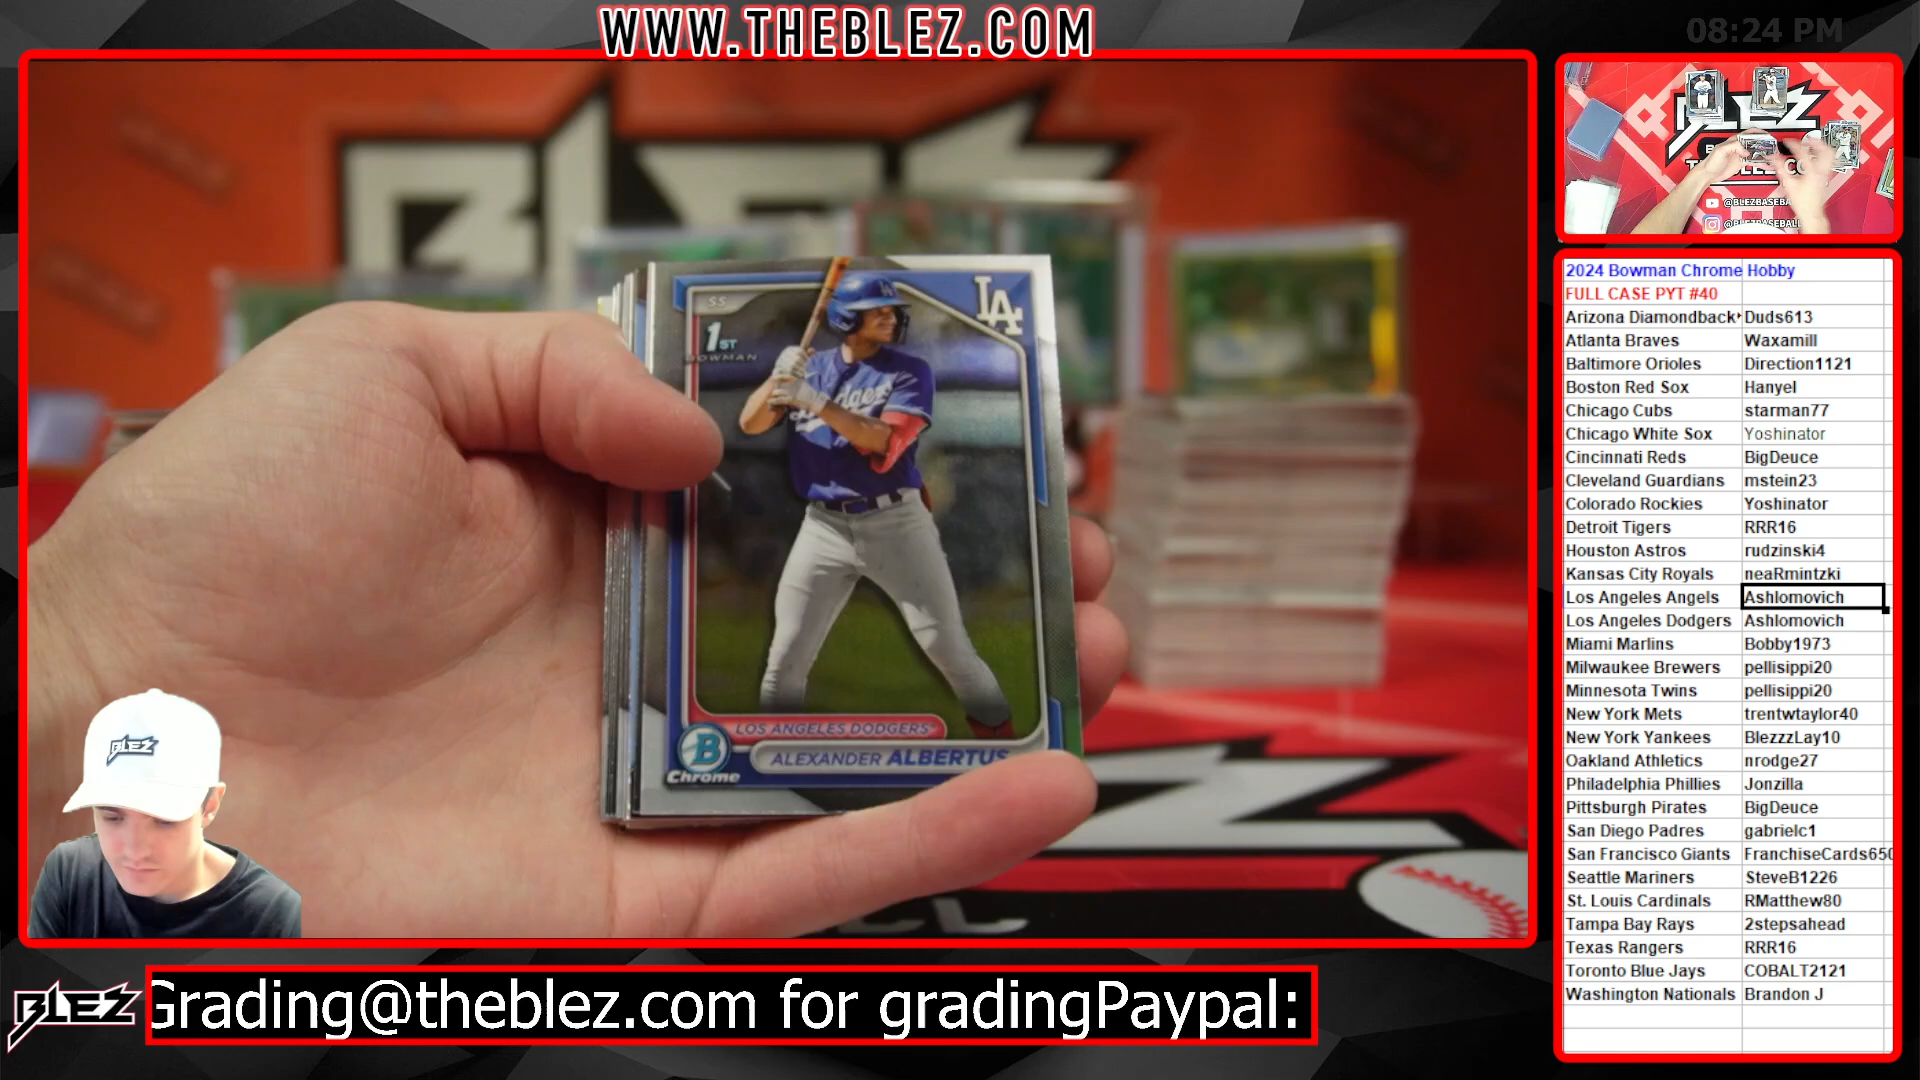 WWW.THEBLEZ.COM
08:24 PM
BLEZ
@BLEZBASEBALL
2024 Bowman Chrome Hobby
FULL CASE PYT #40
Arizona Diamondback Duds613
Atlanta Braves Waxamill
Baltimore Orioles Direction1121
Boston Red Sox Hanyel
Chicago Cubs starman77
Chicago White Sox Yoshinator
Cincinnati Reds BigDeuce
Cleveland Guardians mstein23
Colorado Rockies Yoshinator
Detroit Tigers RRR16
Houston Astros rudzinski4
Kansas City Royals neaRmintzki
Los Angeles Angels Ashlomovich
Los Angeles Dodgers Ashlomovich
Miami Marlins Bobby1973
Milwaukee Brewers pellisippi20
Minnesota Twins pellisippi20
New York Mets trentwtaylor40
New York Yankees BlezzzLay10
Oakland Athletics nrodge27
Philadelphia Phillies Jonzilla
Pittsburgh Pirates BigDeuce
San Diego Padres gabrielc1
San Francisco Giants FranchiseCards650
Seattle Mariners SteveB1226
St. Louis Cardinals RMatthew80
Tampa Bay Rays 2stepsahead
Texas Rangers RRR16
Toronto Blue Jays COBALT2121
Washington Nationals Brandon J
SS
1ST
BOWMAN
LA
Dodgers
LOS ANGELES DODGERS
ALEXANDER ALBERTUS
B
Chrome
BLEZ
BLEZ
Grading@theblez.com for gradingPaypal: